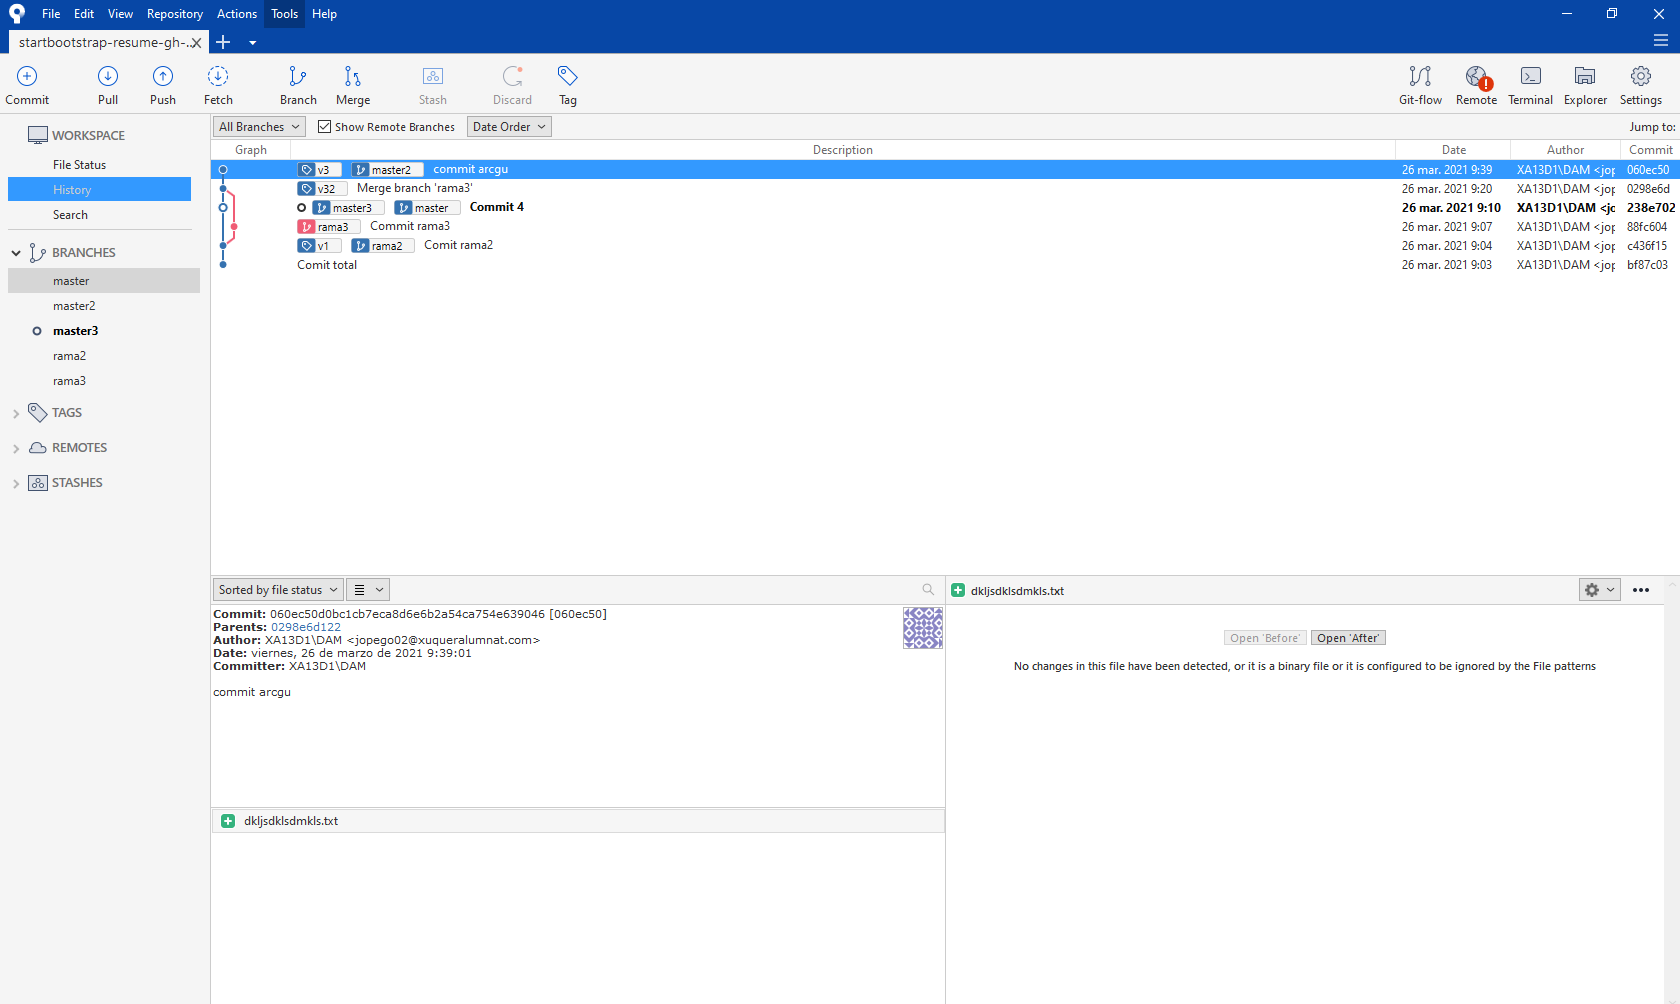 File Edit View Repository Actions Tools Help
startbootstrap-resume-gh-..
Commit Pull Push Fetch Branch Merge Stash Discard Tag Git-flow Remote Terminal Explorer Settings
WORKSPACE
File Status
History
Search
BRANCHES
master
master2
master3
rama2
rama3
TAGS
REMOTES
STASHES
All Branches Show Remote Branches Date Order Jump to:
Graph Description Date Author Commit
v3 master2 commit arcgu 26 mar. 2021 9:39 XA13D1\DAM <jop 060ec50
v32 Merge branch 'rama3' 26 mar. 2021 9:20 XA13D1\DAM <jop 0298e6d
master3 master Commit 4 26 mar. 2021 9:10 XA13D1\DAM <jo 238e702
rama3 Commit rama3 26 mar. 2021 9:07 XA13D1\DAM <jop 88fc604
v1 rama2 Comit rama2 26 mar. 2021 9:04 XA13D1\DAM <jop c436f15
Comit total 26 mar. 2021 9:03 XA13D1\DAM <jop bf87c03
Sorted by file status
Commit: 060ec50d0bc1cb7eca8d6e6b2a54ca754e639046 [060ec50]
Parents: 0298e6d122
Author: XA13D1\DAM <jopego02@xuqueralumnat.com>
Date: viernes, 26 de marzo de 2021 9:39:01
Committer: XA13D1\DAM
commit arcgu
dkljsdklsdmkls.txt
dkljsdklsdmkls.txt
Open 'Before' Open 'After'
No changes in this file have been detected, or it is a binary file or it is configured to be ignored by the File patterns